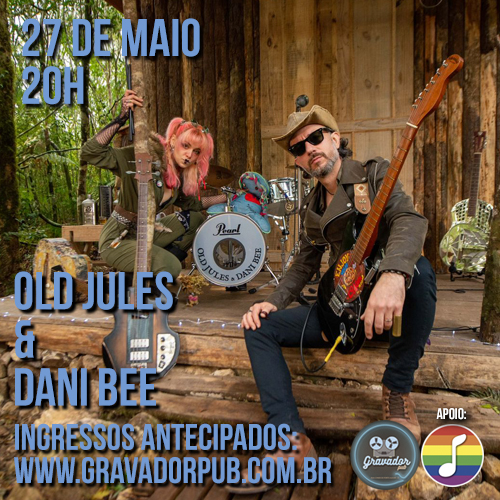 27 DE MAIO
20H
Pearl
OLD JULES & DANI BEE
OLD JULES
&
DANI BEE
INGRESSOS ANTECIPADOS:
WWW.GRAVADORPUB.COM.BR
APOIO:
Gravador